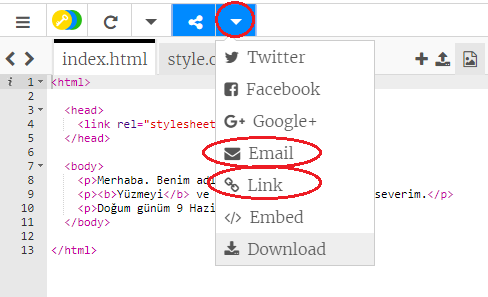 index.html style.c
i 1 <html>
2
3 <head>
4 <link rel="stylesheet
5 </head>
6
7 <body>
8 <p>Merhaba. Benim
9 <p><b>Yüzmeyi</b> ve severim.</p>
10 <p>Doğum günüm 9 Hazi
11 </body>
12
13 </html>
Twitter
Facebook
G+ Google+
Email
Link
</> Embed
Download